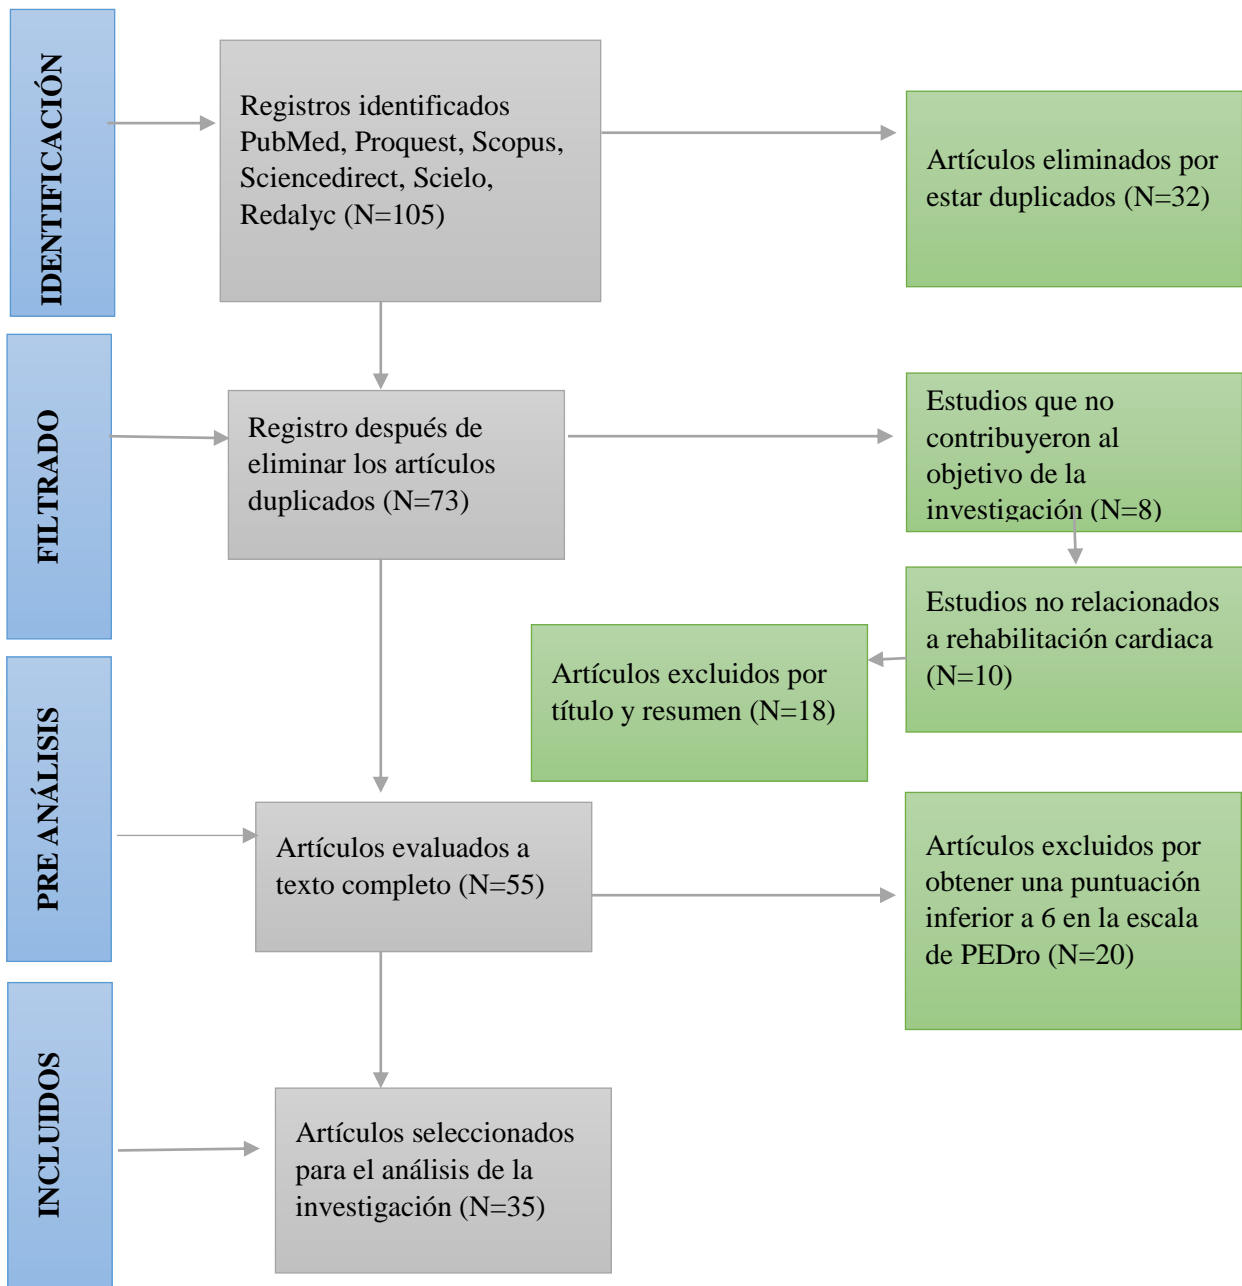 IDENTIFICACIÓN
Registros identificados
PubMed, Proquest, Scopus,
Sciencedirect, Scielo,
Redalyc (N=105)
Artículos eliminados por
estar duplicados (N=32)
FILTRADO
Registro después de
eliminar los artículos
duplicados (N=73)
Estudios que no
contribuyeron al
objetivo de la
investigación (N=8)
Estudios no relacionados
a rehabilitación cardiaca
(N=10)
Artículos excluidos por
título y resumen (N=18)
PRE ANÁLISIS
Artículos evaluados a
texto completo (N=55)
Artículos excluidos por
obtener una puntuación
inferior a 6 en la escala
de PEDro (N=20)
INCLUIDOS
Artículos seleccionados
para el análisis de la
investigación (N=35)